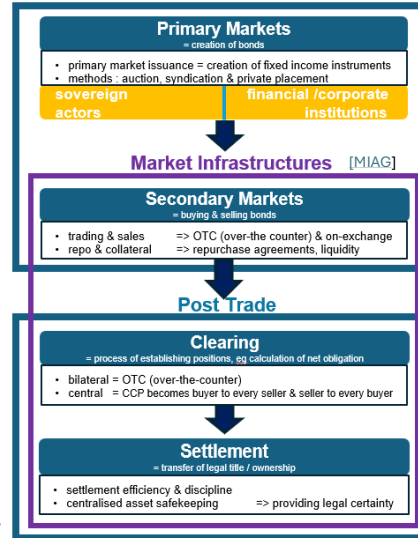 Primary Markets
= creation of bonds
• primary market issuance = creation of fixed income instruments
• methods : auction, syndication & private placement
sovereign actors
financial /corporate institutions
Market Infrastructures [MIAG]
Secondary Markets
= buying & selling bonds
• trading & sales => OTC (over-the counter) & on-exchange
• repo & collateral => repurchase agreements, liquidity
Post Trade
Clearing
= process of establishing positions, eg calculation of net obligation
• bilateral = OTC (over-the-counter)
• central = CCP becomes buyer to every seller & seller to every buyer
Settlement
= transfer of legal title / ownership
• settlement efficiency & discipline
• centralised asset safekeeping => providing legal certainty